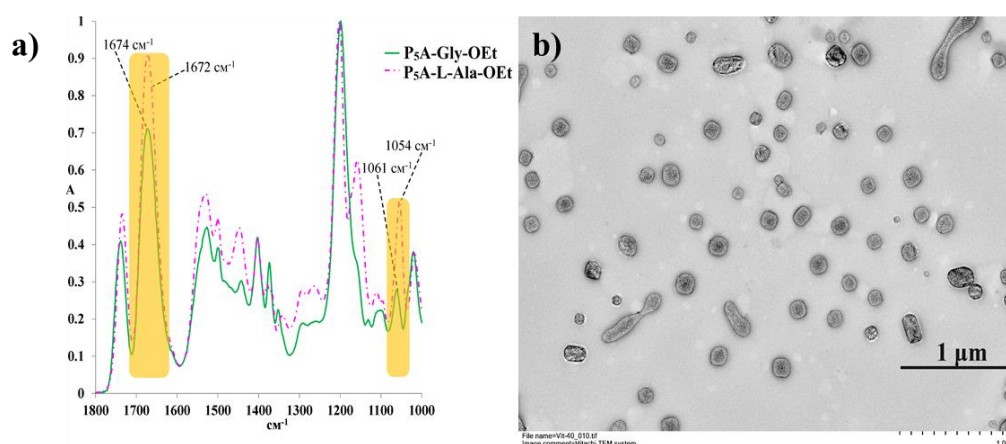 a)
1674 см⁻¹
1672 см⁻¹
P₅A-Gly-OEt
P₅A-L-Ala-OEt
1054 см⁻¹
1061 см⁻¹
A
1
0.9
0.8
0.7
0.6
0.5
0.4
0.3
0.2
0.1
0
1800 1700 1600 1500 1400 1300 1200 1100 1000
см⁻¹
b)
1 µm
File name=Vit-40_010.tif